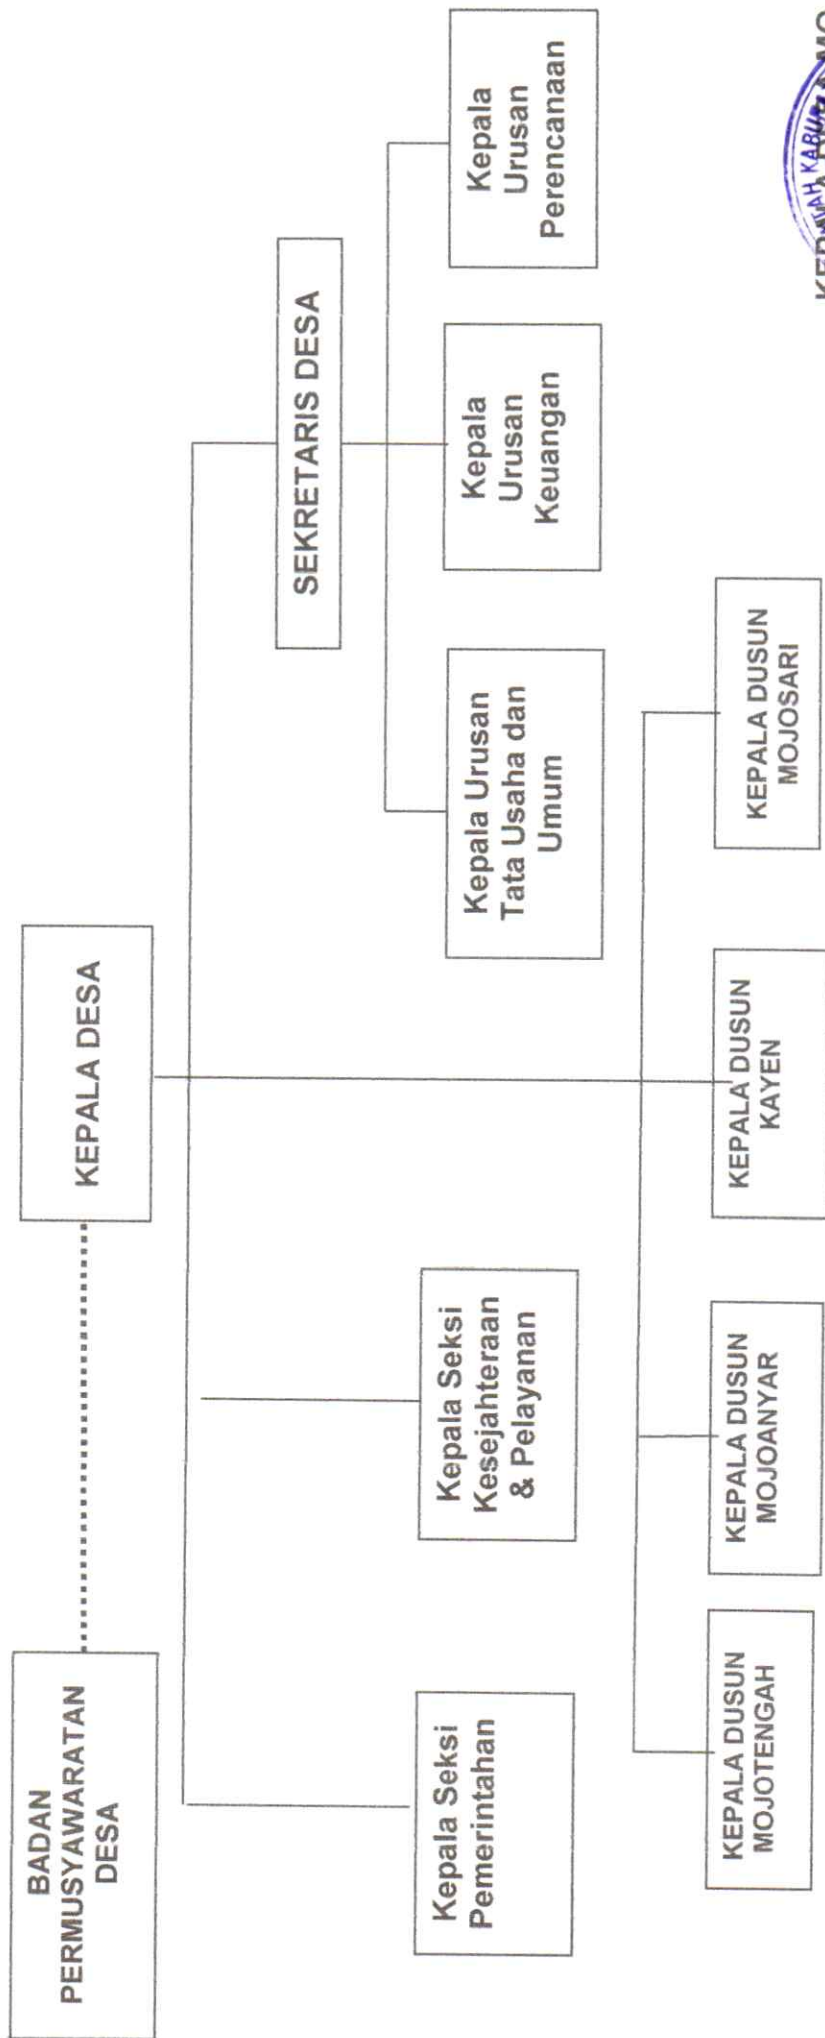 BADAN
PERMUSYAWARATAN
DESA
KEPALA DESA
SEKRETARIS DESA
Kepala Seksi
Pemerintahan
Kepala Seksi
Kesejahteraan
& Pelayanan
Kepala Urusan
Tata Usaha dan
Umum
Kepala
Urusan
Keuangan
Kepala
Urusan
Perencanaan
KEPALA DUSUN
MOJOTENGAH
KEPALA DUSUN
MOJOANYAR
KEPALA DUSUN
KAYEN
KEPALA DUSUN
MOJOSARI